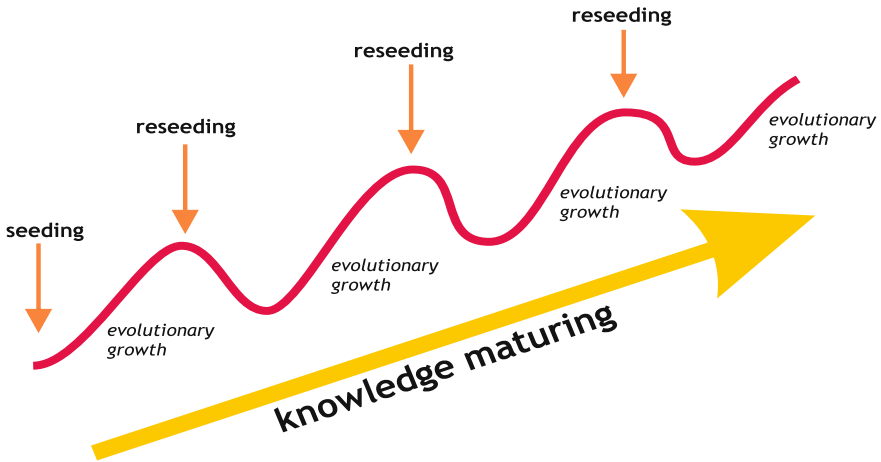 reseeding
reseeding
reseeding
seeding
evolutionary
growth
evolutionary
growth
evolutionary
growth
evolutionary
growth
knowledge maturing